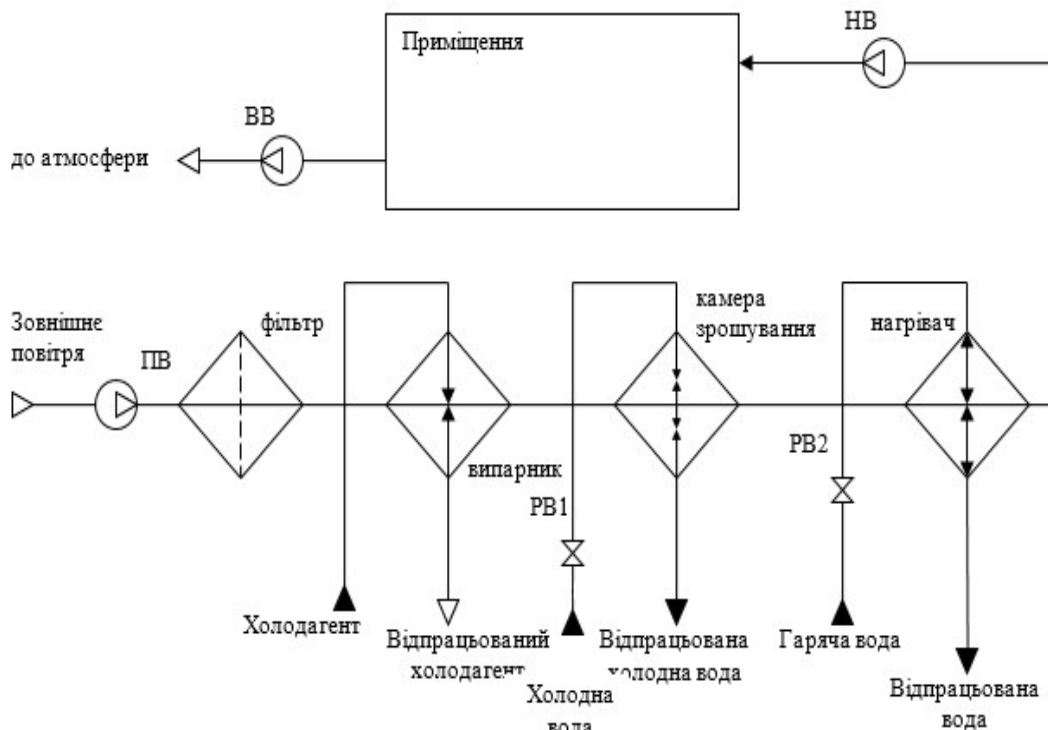 Приміщення
НВ
ВВ
до атмосфери
Зовнішнє
повітря
ПВ
фільтр
випарник
камера
зрошування
РВ1
нагрівач
РВ2
Холодагент
Відпрацьований
холодагент
Холодна
вода
Відпрацьована
холодна вода
Гаряча вода
Відпрацьована
вода